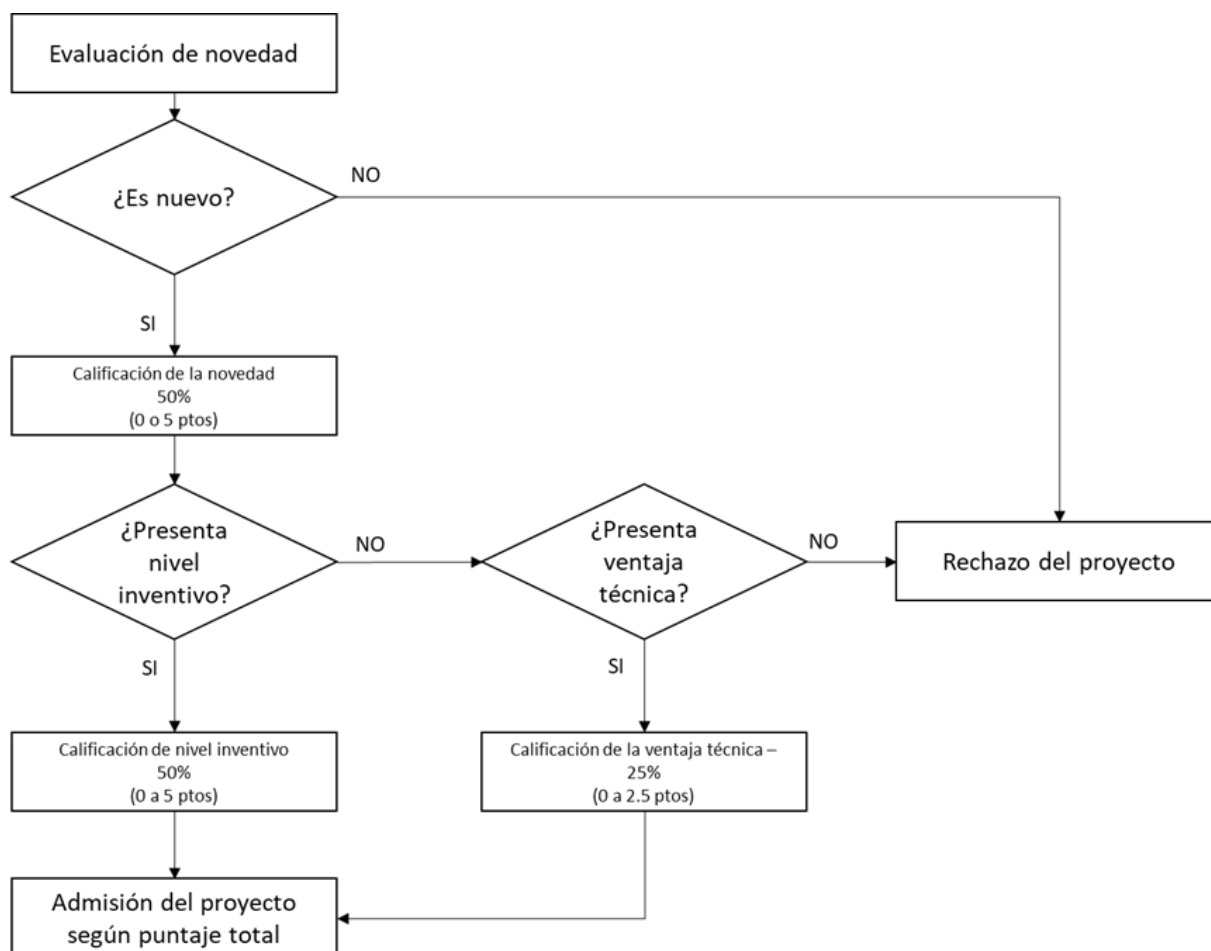 Evaluación de novedad
¿Es nuevo?
NO
SI
Calificación de la novedad
50%
(0 o 5 ptos)
¿Presenta
nivel
inventivo?
NO
¿Presenta
ventaja
técnica?
NO
Rechazo del proyecto
SI
SI
Calificación de nivel inventivo
50%
(0 a 5 ptos)
Calificación de la ventaja técnica –
25%
(0 a 2.5 ptos)
Admisión del proyecto
según puntaje total